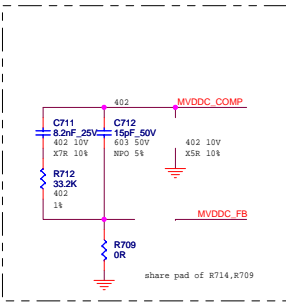 402
MVDDC_COMP
C711
8.2nF_25V
402 10V
X7R 10%
C712
15pF_50V
603 50V
NPO 5%
402 10V
X5R 10%
R712
33.2K
402
1%
MVDDC_FB
R709
0R
share pad of R714,R709